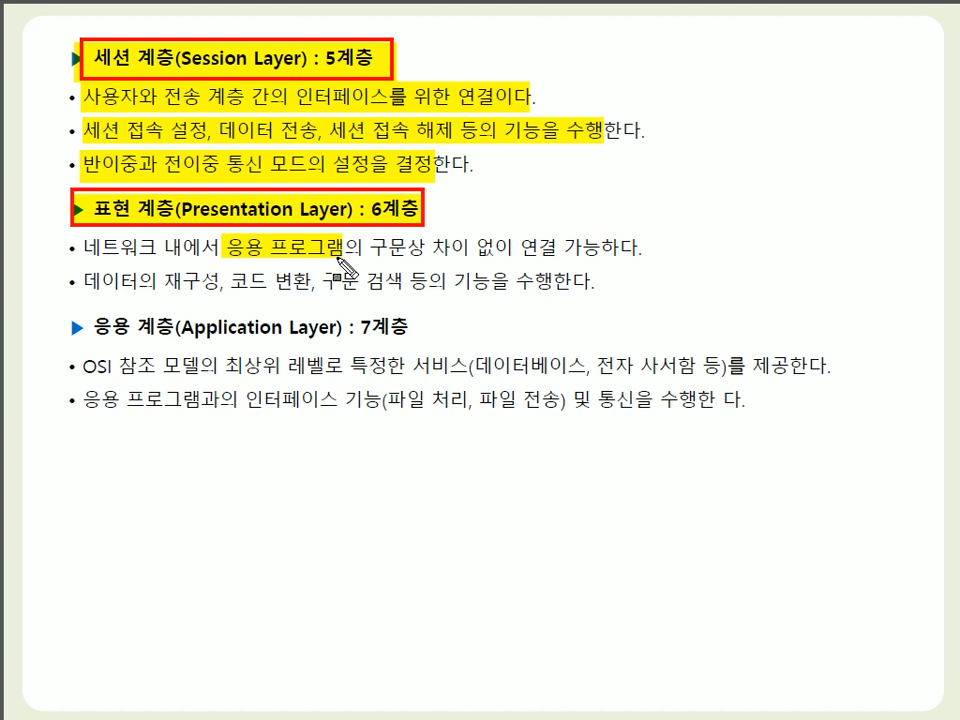 ▶ 세션 계층(Session Layer) : 5계층
• 사용자와 전송 계층 간의 인터페이스를 위한 연결이다.
• 세션 접속 설정, 데이터 전송, 세션 접속 해제 등의 기능을 수행한다.
• 반이중과 전이중 통신 모드의 설정을 결정한다.
▶ 표현 계층(Presentation Layer) : 6계층
• 네트워크 내에서 응용 프로그램의 구문상 차이 없이 연결 가능하다.
• 데이터의 재구성, 코드 변환, 구문 검색 등의 기능을 수행한다.
▶ 응용 계층(Application Layer) : 7계층
• OSI 참조 모델의 최상위 레벨로 특정한 서비스(데이터베이스, 전자 사서함 등)를 제공한다.
• 응용 프로그램과의 인터페이스 기능(파일 처리, 파일 전송) 및 통신을 수행한 다.